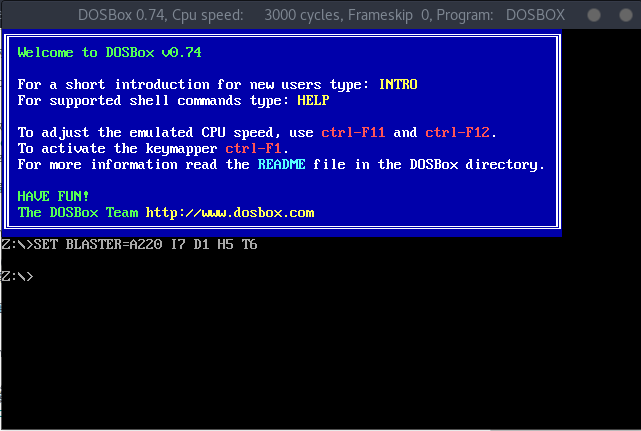 DOSBox 0.74, Cpu speed: 3000 cycles, Frameskip 0, Program: DOSBOX
Welcome to DOSBox v0.74
For a short introduction for new users type: INTRO
For supported shell commands type: HELP
To adjust the emulated CPU speed, use ctrl-F11 and ctrl-F12.
To activate the keymapper ctrl-F1.
For more information read the README file in the DOSBox directory.
HAVE FUN!
The DOSBox Team http://www.dosbox.com
Z:\>SET BLASTER=A220 I7 D1 H5 T6
Z:\>